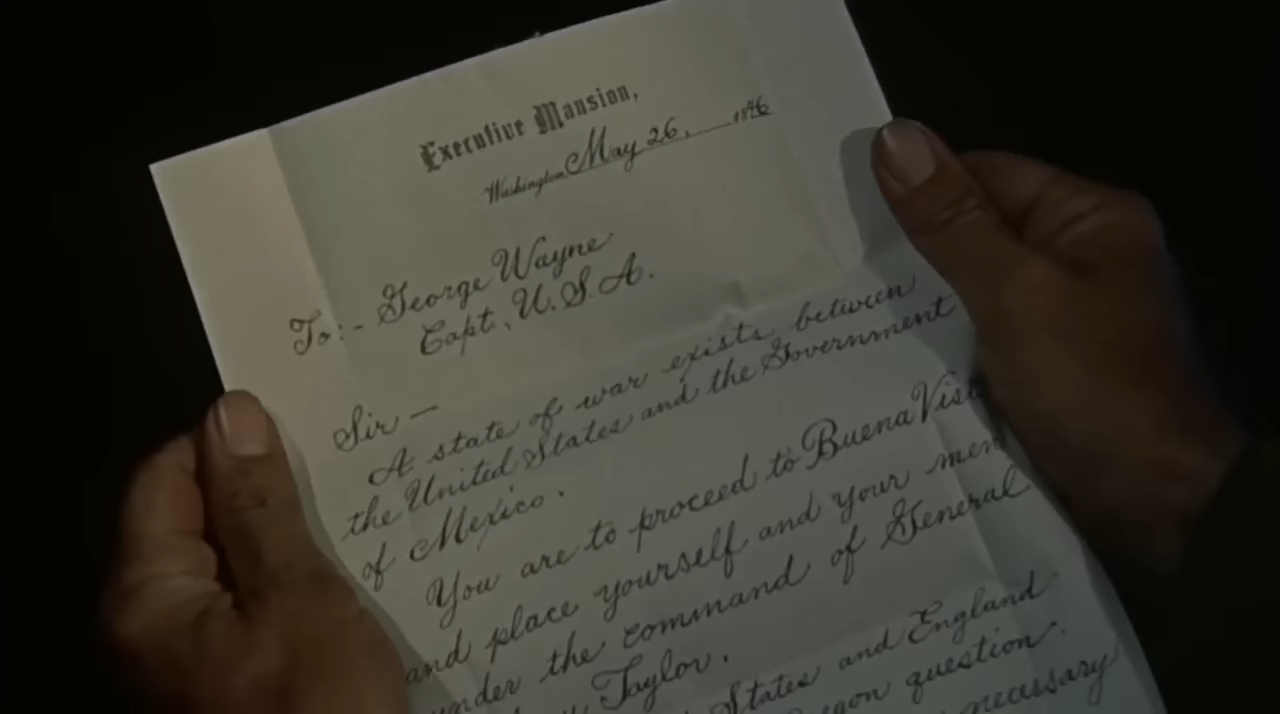 Executive Mansion,
Washington May 26, 1846
To:- George Wayne
Capt., U.S.A.
Sir —
A state of war exists between
the United States and the Government
of Mexico.
You are to proceed to Buena Vista
and place yourself and your men
under the command of General
Taylor.
States and England
question.
necessary